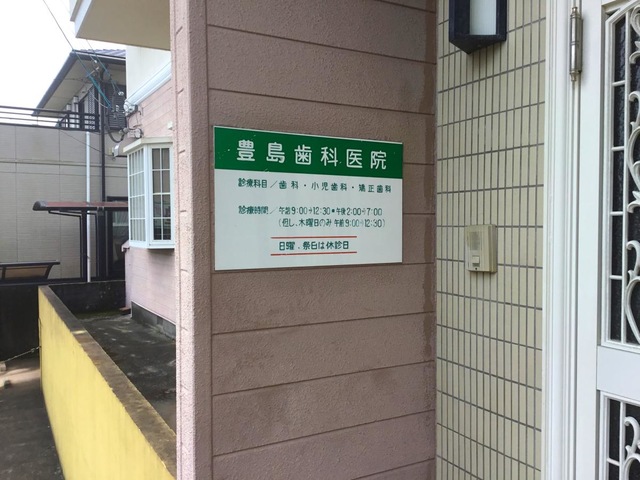 豊島歯科医院
診療科目/歯科・小児歯科・矯正歯科
診療時間/午前9:00〜12:30●午後2:00〜7:00
(但し、木曜日のみ午前9:00〜12:30)
日曜、祭日は休診日